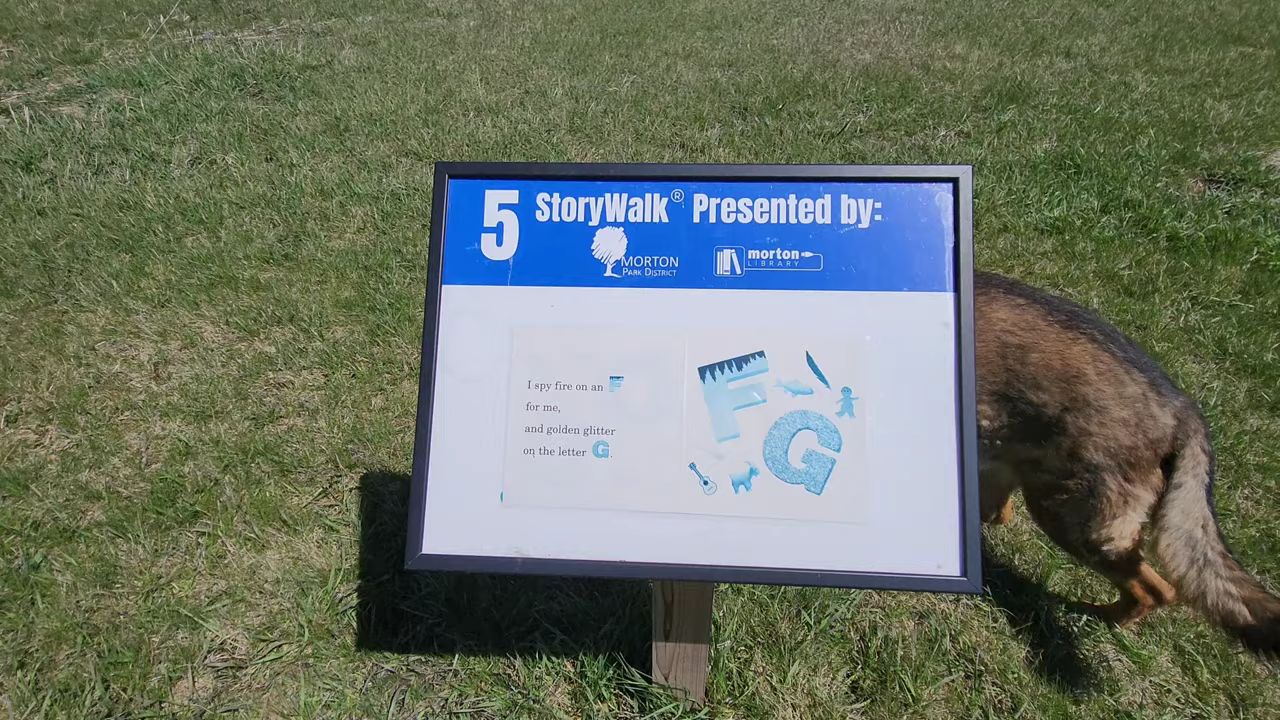 5
StoryWalk® Presented by:
MORTON
PARK DISTRICT
morton
LIBRARY
I spy fire on an F
for me,
and golden glitter
on the letter G.
F
G